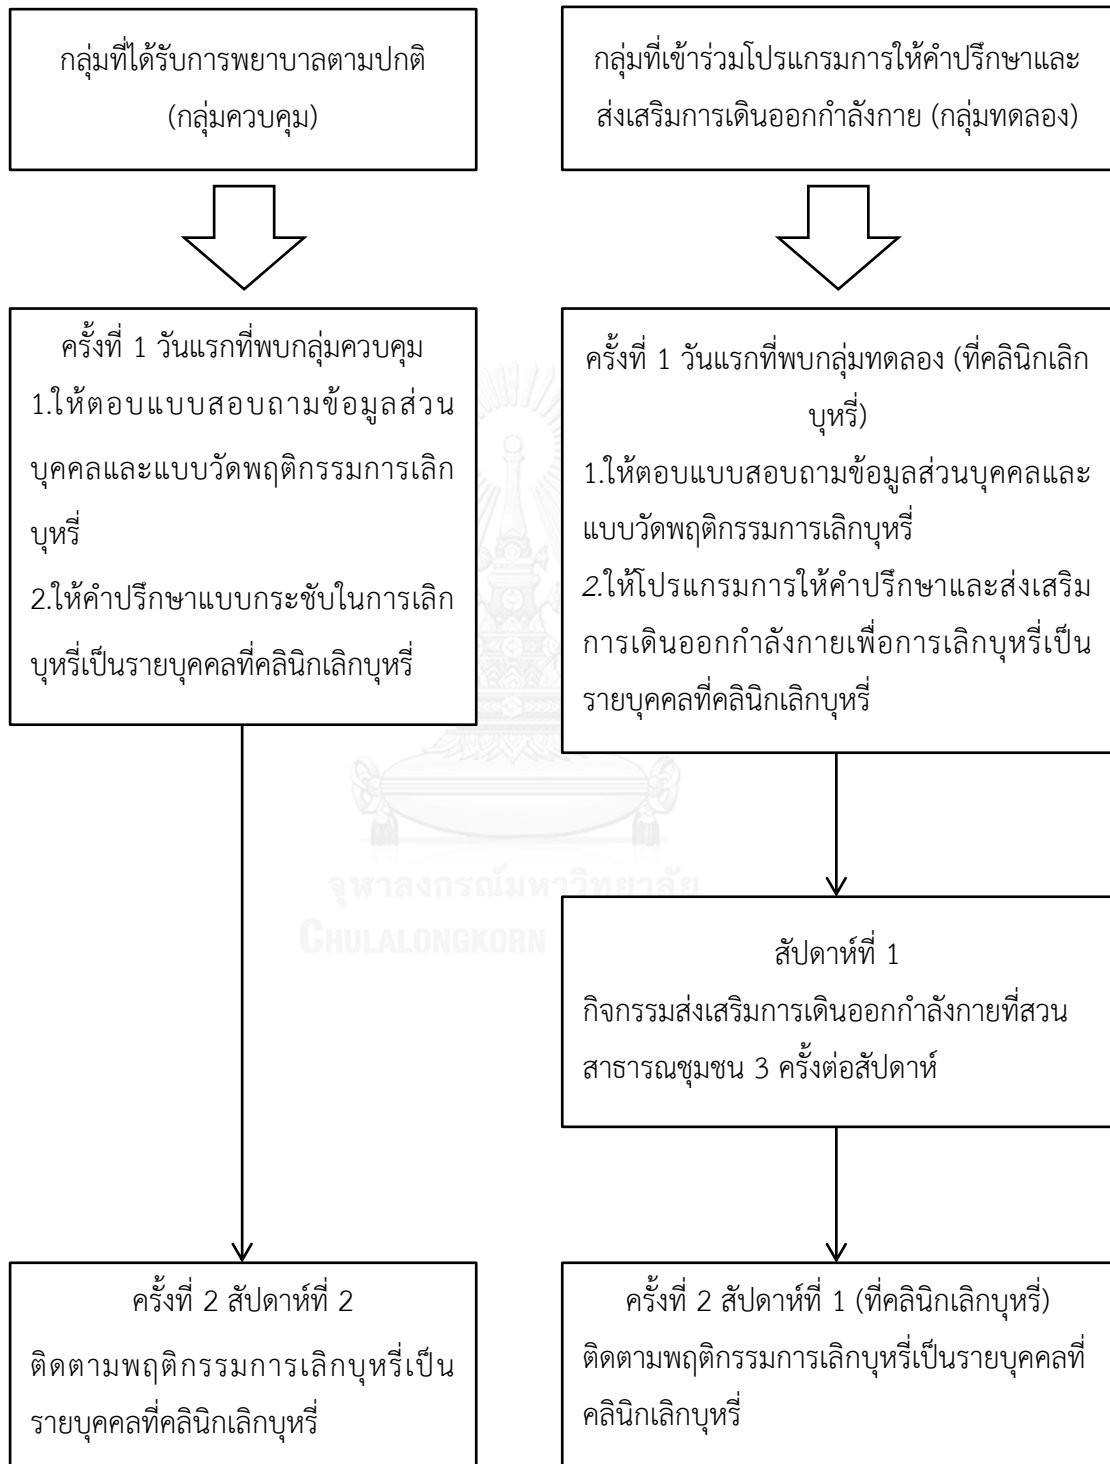 กลุ่มที่ได้รับการพยาบาลตามปกติ
(กลุ่มควบคุม)
กลุ่มที่เข้าร่วมโปรแกรมการให้คำปรึกษาและ
ส่งเสริมการเดินออกกำลังกาย (กลุ่มทดลอง)
ครั้งที่ 1 วันแรกที่พบกลุ่มควบคุม
1.ให้ตอบแบบสอบถามข้อมูลส่วน
บุคคลและแบบวัดพฤติกรรมการเลิก
บุหรี่
2.ให้คำปรึกษาแบบกระชับในการเลิก
บุหรี่เป็นรายบุคคลที่คลินิกเลิกบุหรี่
ครั้งที่ 1 วันแรกที่พบกลุ่มทดลอง (ที่คลินิกเลิก
บุหรี่)
1.ให้ตอบแบบสอบถามข้อมูลส่วนบุคคลและ
แบบวัดพฤติกรรมการเลิกบุหรี่
2.ให้โปรแกรมการให้คำปรึกษาและส่งเสริม
การเดินออกกำลังกายเพื่อการเลิกบุหรี่เป็น
รายบุคคลที่คลินิกเลิกบุหรี่
จุฬาลงกรณ์มหาวิทยาลัย
CHULALONGKORN
สัปดาห์ที่ 1
กิจกรรมส่งเสริมการเดินออกกำลังกายที่สวน
สาธารณชุมชน 3 ครั้งต่อสัปดาห์
ครั้งที่ 2 สัปดาห์ที่ 2
ติดตามพฤติกรรมการเลิกบุหรี่เป็น
รายบุคคลที่คลินิกเลิกบุหรี่
ครั้งที่ 2 สัปดาห์ที่ 1 (ที่คลินิกเลิกบุหรี่)
ติดตามพฤติกรรมการเลิกบุหรี่เป็นรายบุคคลที่
คลินิกเลิกบุหรี่